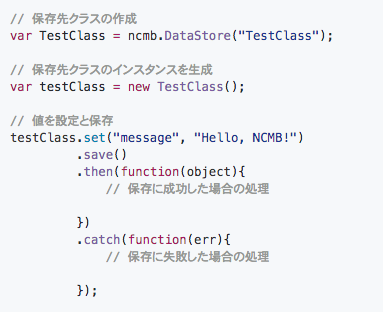 // 保存先クラスの作成
var TestClass = ncmb.DataStore("TestClass");
// 保存先クラスのインスタンスを生成
var testClass = new TestClass();
// 値を設定と保存
testClass.set("message", "Hello, NCMB!")
.save()
.then(function(object){
// 保存に成功した場合の処理
})
.catch(function(err){
// 保存に失敗した場合の処理
});